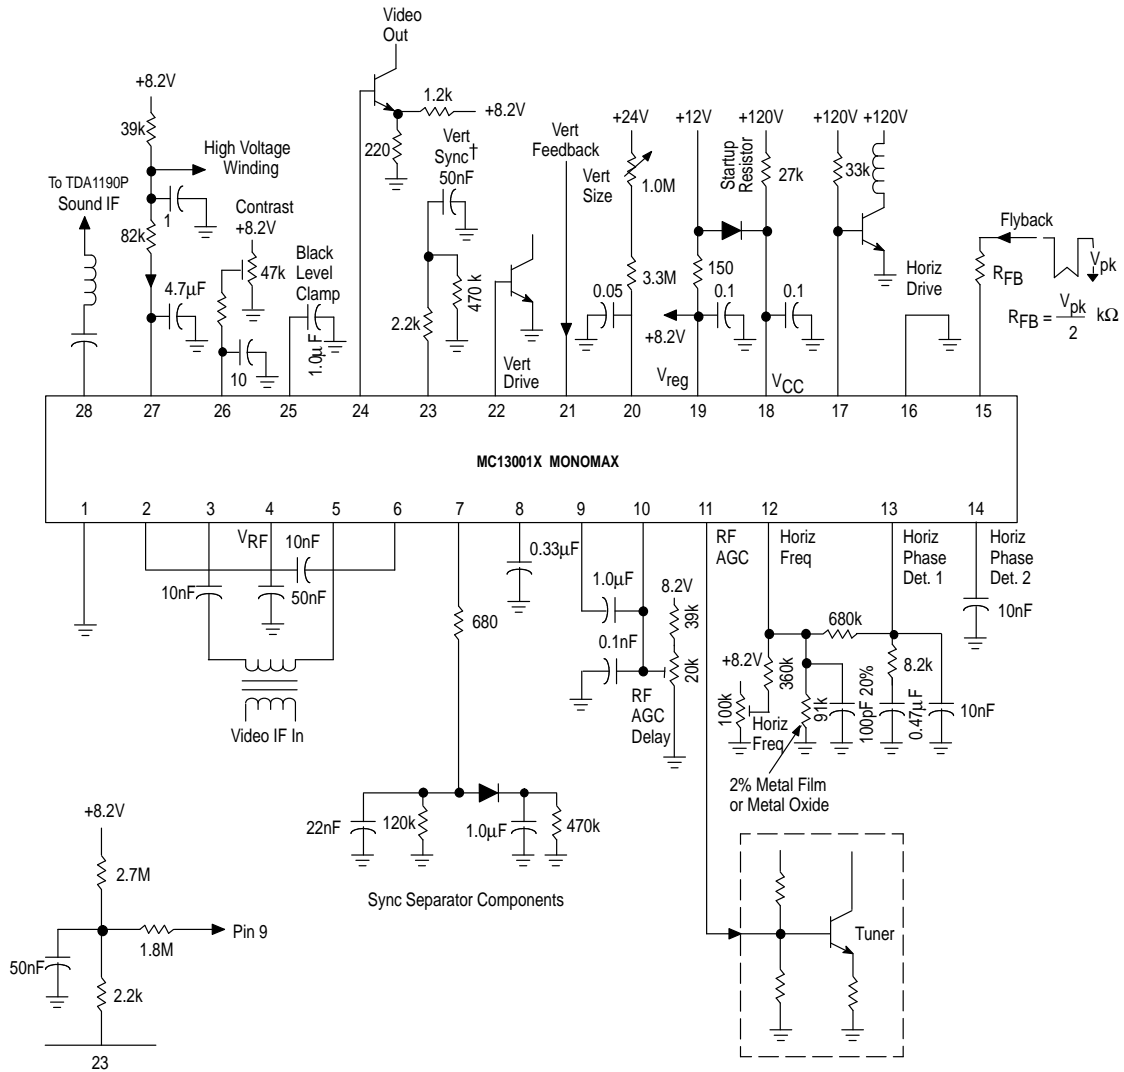 Video
Out
+8.2V
39k
High Voltage
Winding
1
82k
4.7μF
To TDA1190P
Sound IF
Contrast
+8.2V
47k
10
Black
Level
Clamp
1.0μF
1.2k
+8.2V
220
Vert
Sync†
50nF
470 k
2.2k
Vert
Drive
Vert
Feedback
+24V
Vert
Size
1.0M
3.3M
0.05
+12V
Startup
Resistor
+120V
27k
150
0.1
+8.2V
0.1
Vreg
VCC
+120V
+120V
33k
Horiz
Drive
Flyback
Vpk
RFB
RFB = Vpk/2 kΩ
28 27 26 25 24 23 22 21 20 19 18 17 16 15
MC13001X MONOMAX
1 2 3 4 5 6 7 8 9 10 11 12 13 14
VRF
10nF
10nF
50nF
Video IF In
680
0.33μF
1.0μF
0.1nF
8.2V
39k
20k
RF
AGC
Delay
RF
AGC
Horiz
Freq
Horiz
Phase
Det. 1
Horiz
Phase
Det. 2
10nF
680k
+8.2V
360k
100k
Horiz
Freq
91k
100pF 20%
8.2k
0.47μF
10nF
2% Metal Film
or Metal Oxide
22nF
120k
1.0μF
470k
Sync Separator Components
Tuner
+8.2V
2.7M
1.8M
Pin 9
50nF
2.2k
23